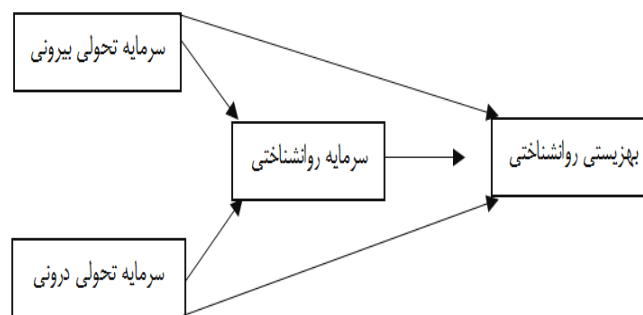 سرمایه تحولی بیرونی
سرمایه روانشناختی
بهزیستی روانشناختی
سرمایه تحولی درونی